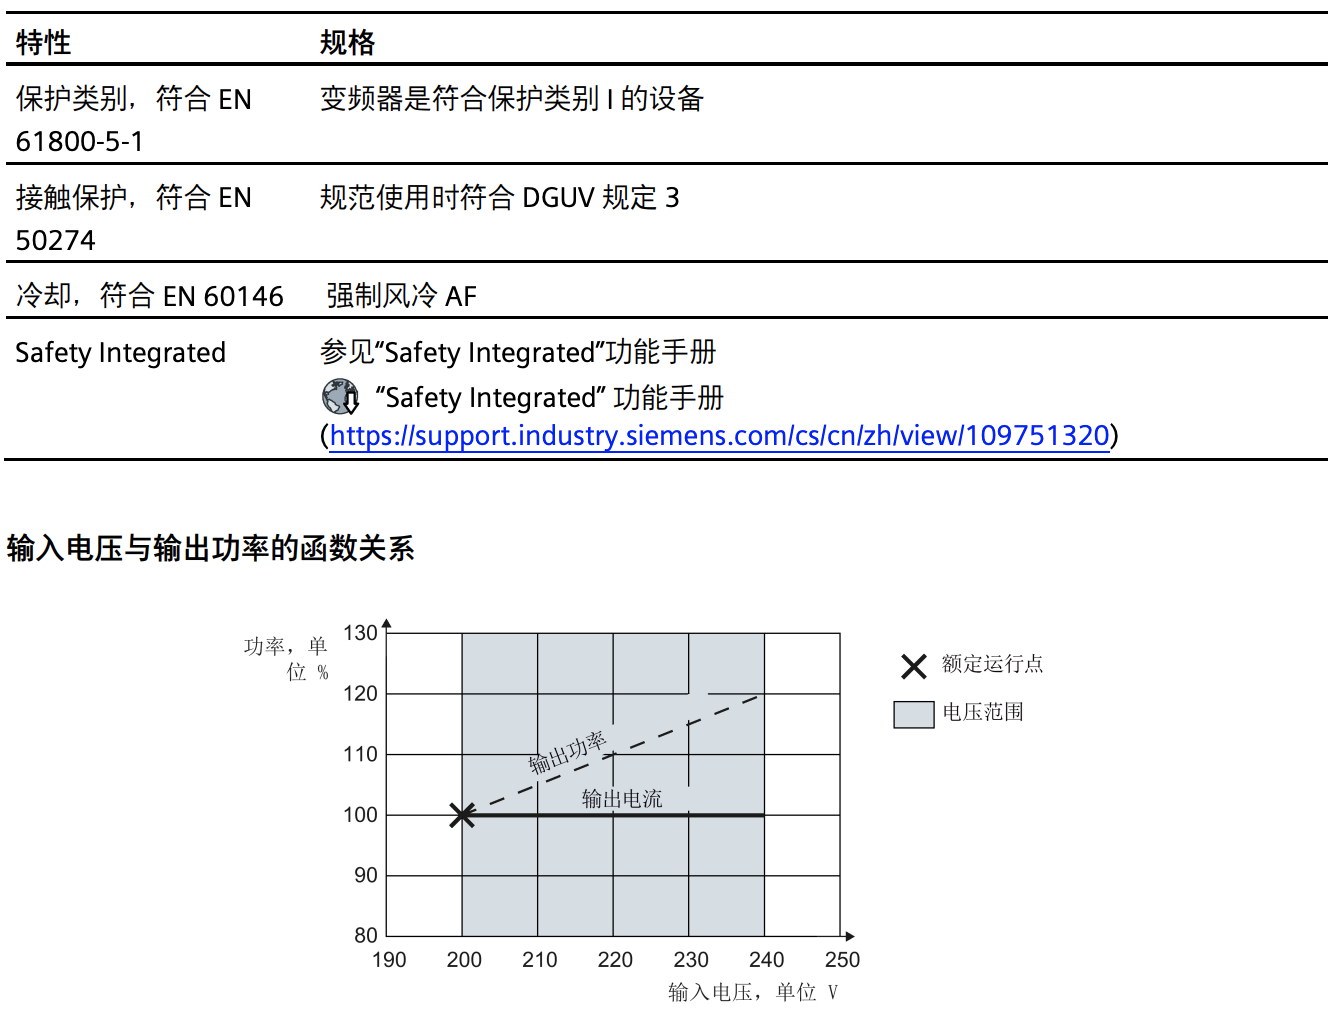 特性 规格
保护类别，符合 EN 变频器是符合保护类别 I 的设备
61800-5-1
接触保护，符合 EN 规范使用时符合 DGUV 规定 3
50274
冷却，符合 EN 60146 强制风冷 AF
Safety Integrated 参见“Safety Integrated”功能手册
“Safety Integrated” 功能手册
(https://support.industry.siemens.com/cs/cn/zh/view/109751320)
输入电压与输出功率的函数关系
功率，单
位 %
130
120
110
100
90
80
输出功率
输出电流
190 200 210 220 230 240 250
输入电压，单位 V
额定运行点
电压范围